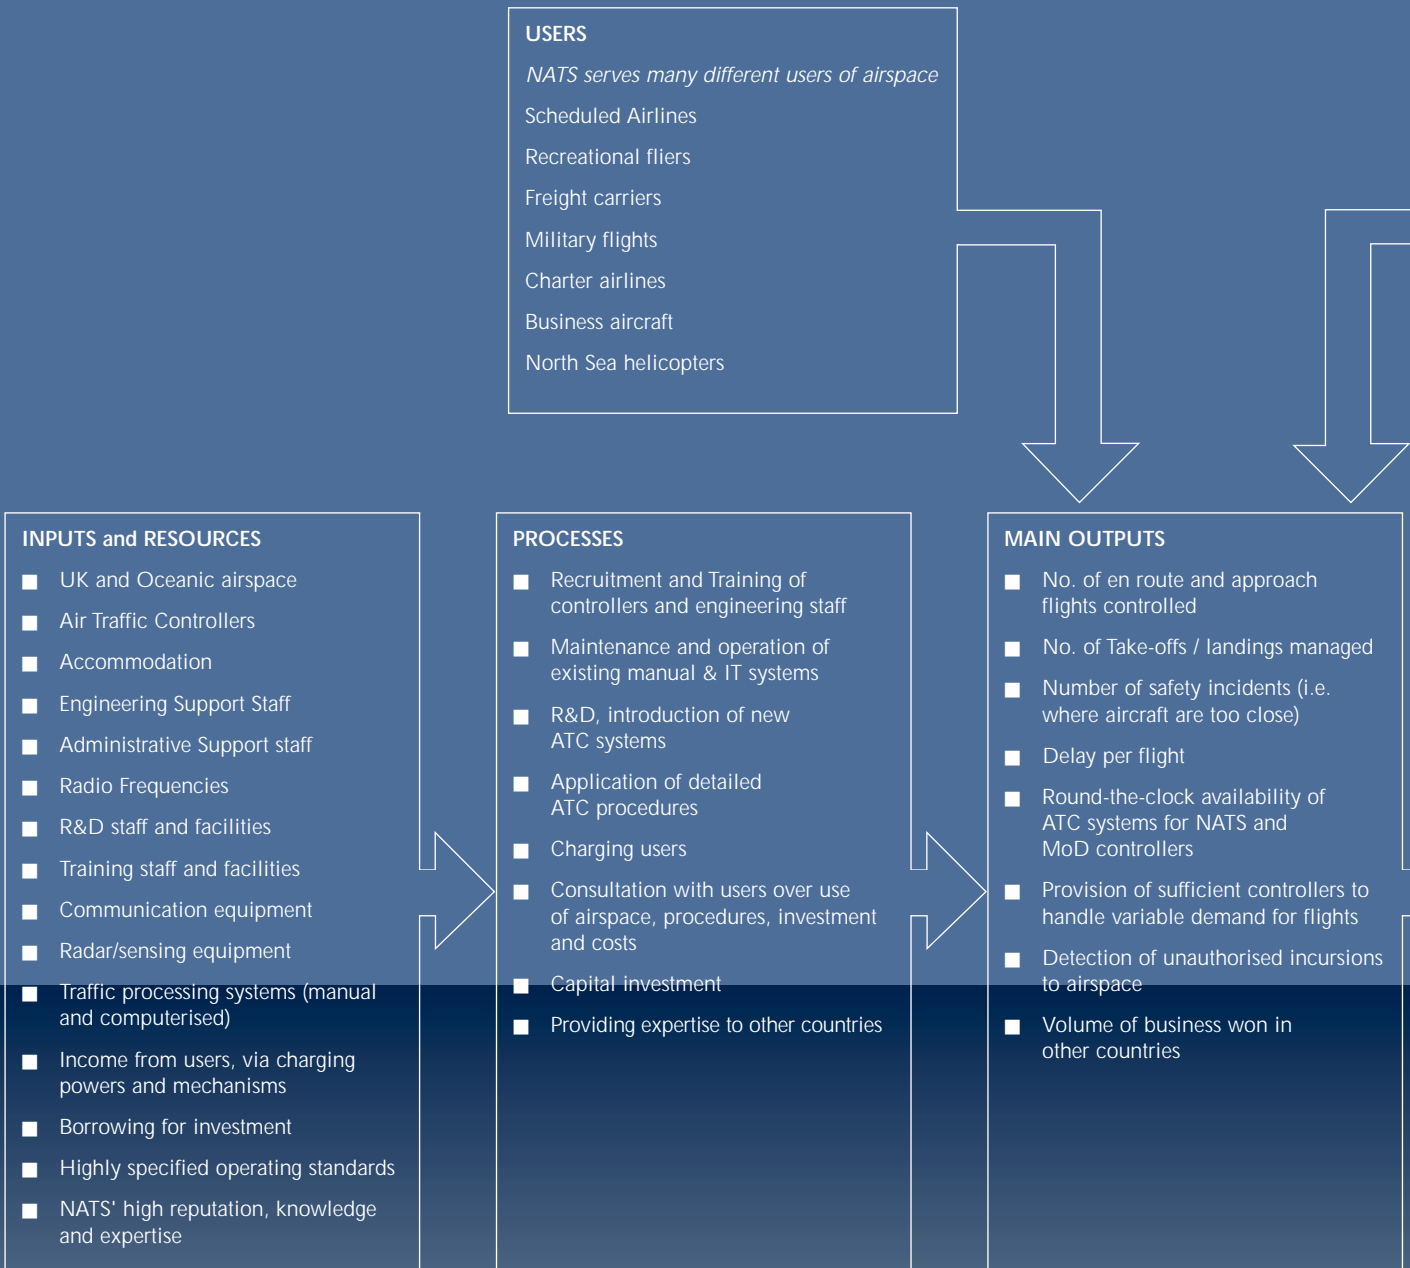 USERS
NATS serves many different users of airspace
Scheduled Airlines
Recreational fliers
Freight carriers
Military flights
Charter airlines
Business aircraft
North Sea helicopters
INPUTS and RESOURCES
■ UK and Oceanic airspace
■ Air Traffic Controllers
■ Accommodation
■ Engineering Support Staff
■ Administrative Support staff
■ Radio Frequencies
■ R&D staff and facilities
■ Training staff and facilities
■ Communication equipment
■ Radar/sensing equipment
■ Traffic processing systems (manual
and computerised)
■ Income from users, via charging
powers and mechanisms
■ Borrowing for investment
■ Highly specified operating standards
■ NATS' high reputation, knowledge
and expertise
PROCESSES
■ Recruitment and Training of
controllers and engineering staff
■ Maintenance and operation of
existing manual & IT systems
■ R&D, introduction of new
ATC systems
■ Application of detailed
ATC procedures
■ Charging users
■ Consultation with users over use
of airspace, procedures, investment
and costs
■ Capital investment
■ Providing expertise to other countries
MAIN OUTPUTS
■ No. of en route and approach
flights controlled
■ No. of Take-offs / landings managed
■ Number of safety incidents (i.e.
where aircraft are too close)
■ Delay per flight
■ Round-the-clock availability of
ATC systems for NATS and
MoD controllers
■ Provision of sufficient controllers to
handle variable demand for flights
■ Detection of unauthorised incursions
to airspace
■ Volume of business won in
other countries